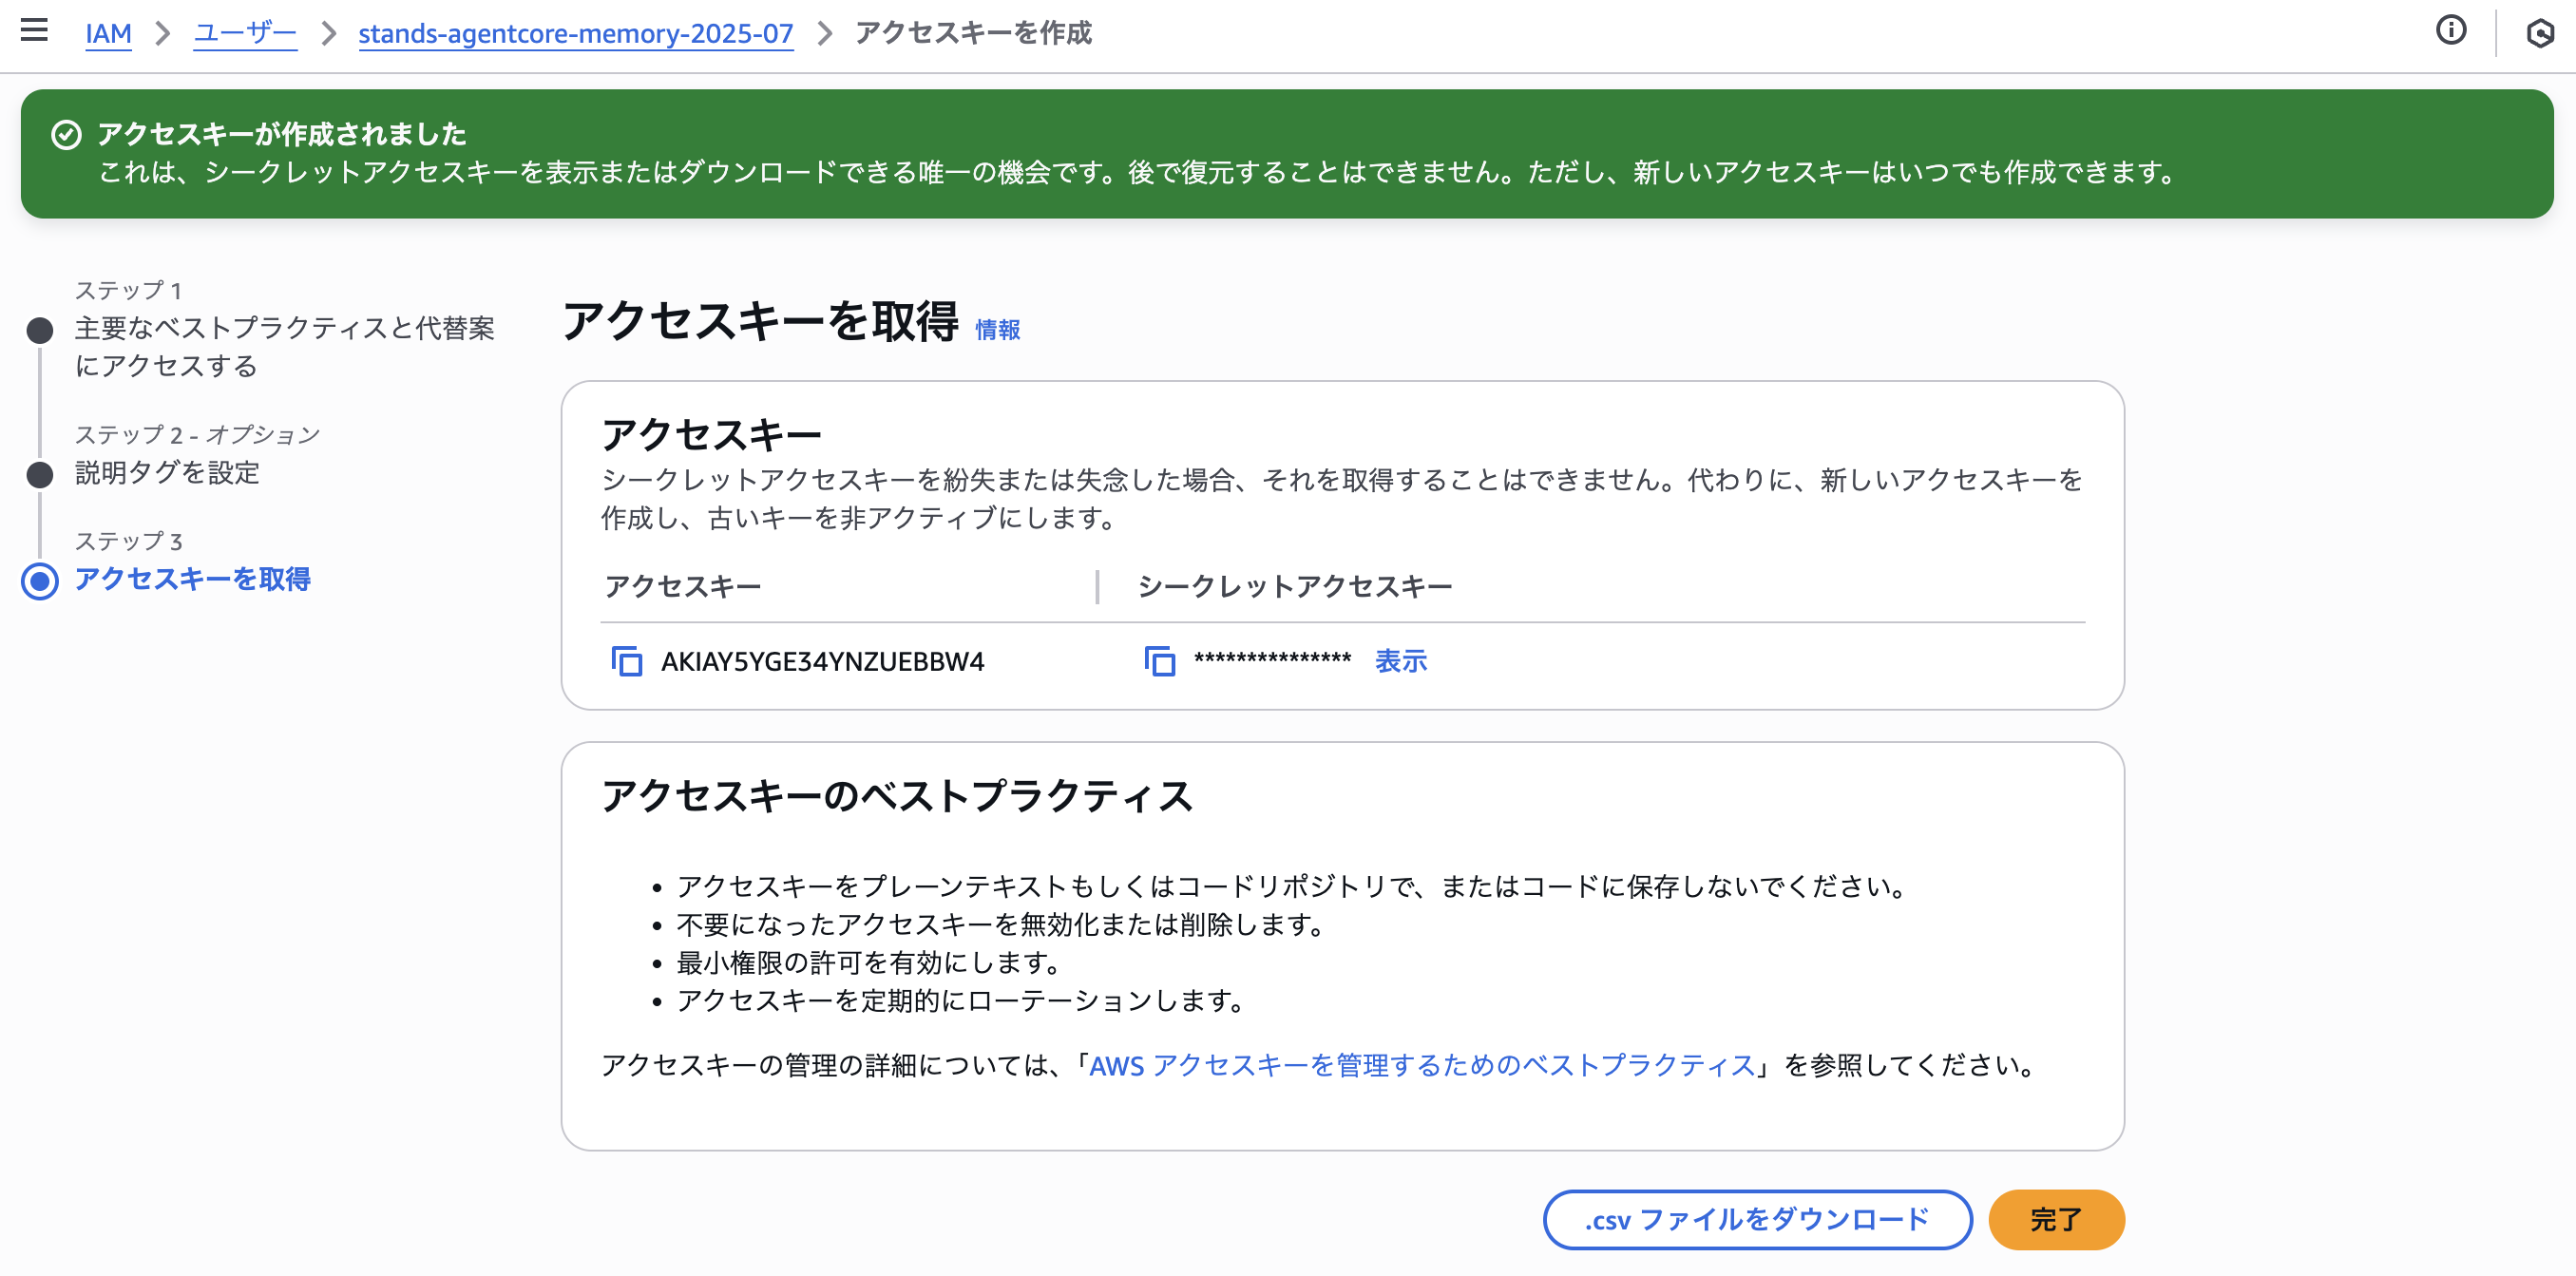 IAM > ユーザー > stands-agentcore-memory-2025-07 > アクセスキーを作成
アクセスキーが作成されました
これは、シークレットアクセスキーを表示またはダウンロードできる唯一の機会です。後で復元することはできません。ただし、新しいアクセスキーはいつでも作成できます。
ステップ 1
主要なベストプラクティスと代替案
にアクセスする
ステップ 2 - オプション
説明タグを設定
ステップ 3
アクセスキーを取得
アクセスキーを取得 情報
アクセスキー
シークレットアクセスキーを紛失または失念した場合、それを取得することはできません。代わりに、新しいアクセスキーを
作成し、古いキーを非アクティブにします。
アクセスキー シークレットアクセスキー
AKIAY5YGE34YNZUEBBW4 *************** 表示
アクセスキーのベストプラクティス
• アクセスキーをプレーンテキストもしくはコードリポジトリで、またはコードに保存しないでください。
• 不要になったアクセスキーを無効化または削除します。
• 最小権限の許可を有効にします。
• アクセスキーを定期的にローテーションします。
アクセスキーの管理の詳細については、「AWS アクセスキーを管理するためのベストプラクティス」を参照してください。
.csv ファイルをダウンロード 完了